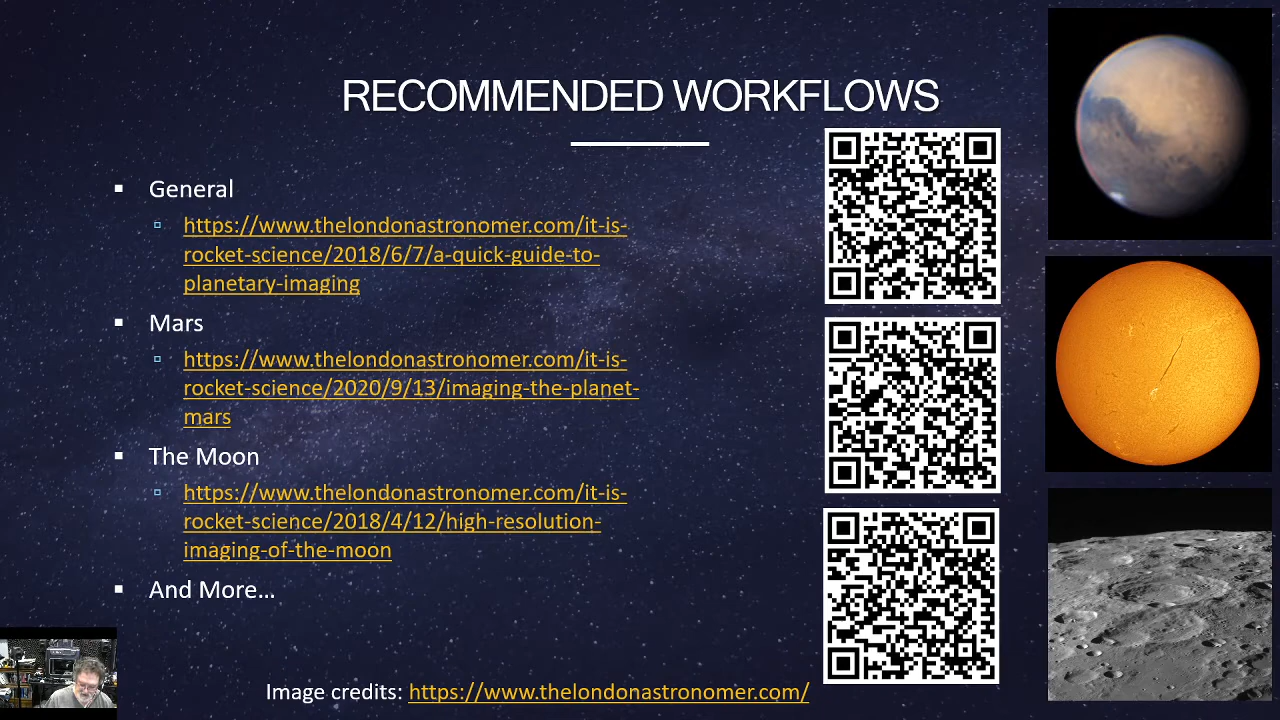 RECOMMENDED WORKFLOWS
General
https://www.thelondonastronomer.com/it-is-
rocket-science/2018/6/7/a-quick-guide-to-
planetary-imaging
Mars
https://www.thelondonastronomer.com/it-is-
rocket-science/2020/9/13/imaging-the-planet-
mars
The Moon
https://www.thelondonastronomer.com/it-is-
rocket-science/2018/4/12/high-resolution-
imaging-of-the-moon
And More…
Image credits: https://www.thelondonastronomer.com/